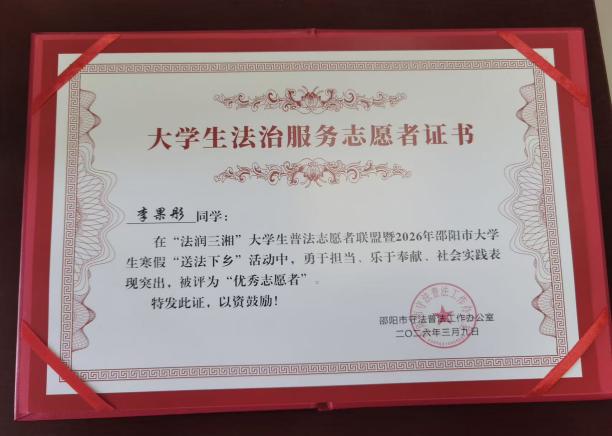 大学生法治服务志愿者证书
李果彤 同学：
在“法润三湘”大学生普法志愿者联盟暨2026年邵阳市大学
生寒假“送法下乡”活动中，勇于担当、乐于奉献、社会实践表
现突出，被评为“优秀志愿者”。
特发此证，以资鼓励！
邵阳市守法普法工作办公室
二〇二六年三月九日